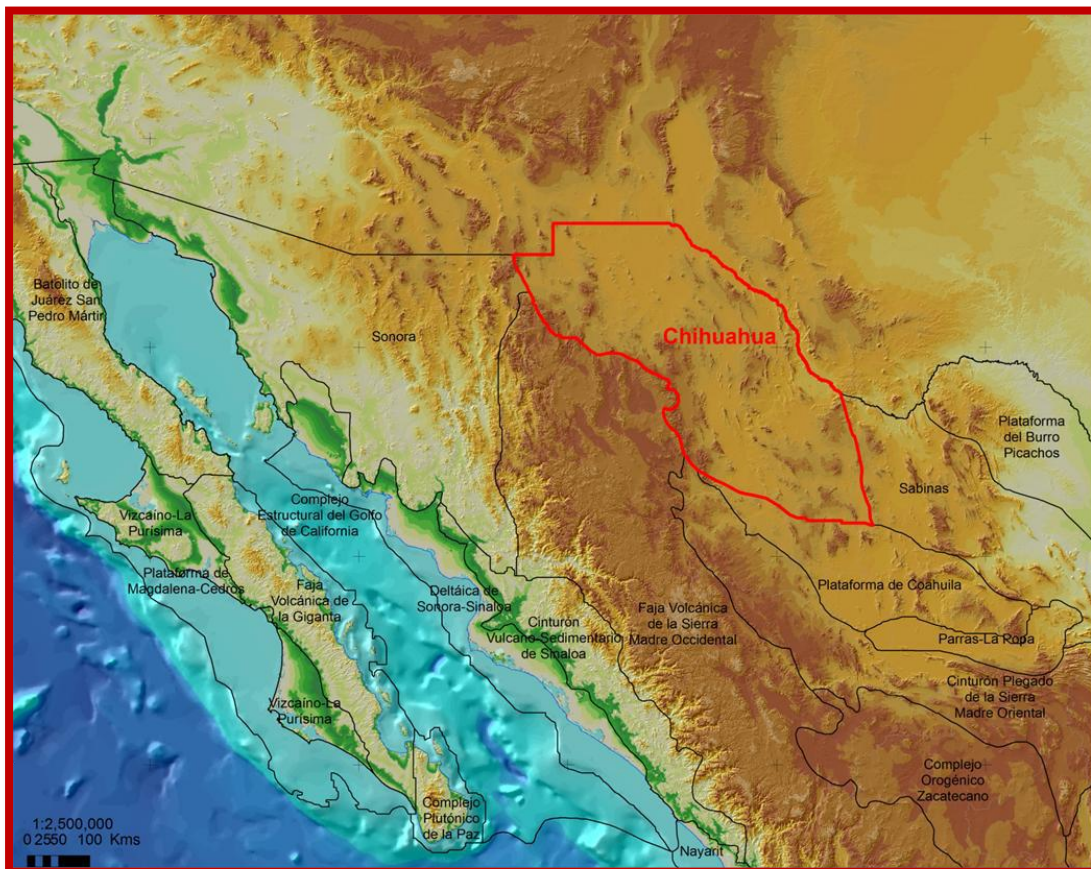 Batolito de
Juárez San
Pedro Mártir
Sonora
Chihuahua
Plataforma
del Burro
Picachos
Sabinas
Vizcaíno-La
Purísima
Complejo
Estructural del Golfo
de California
Plataforma de
Magdalena-Cedros
Faja
Volcánica de
la Giganta
Deltáica de
Sonora-Sinaloa
Cinturón
Vulcano-Sedimentario
de Sinaloa
Faja Volcánica
de la Sierra
Madre Occidental
Plataforma de Coahuila
Parras-La Popa
Cinturón Plegado
de la Sierra
Madre Oriental
Vizcaíno-La
Purísima
Complejo
Orogénico
Zacatecano
Complejo
Plutónico
de la Paz
Nayarit
1:2,500,000
0 2550 100 Kms